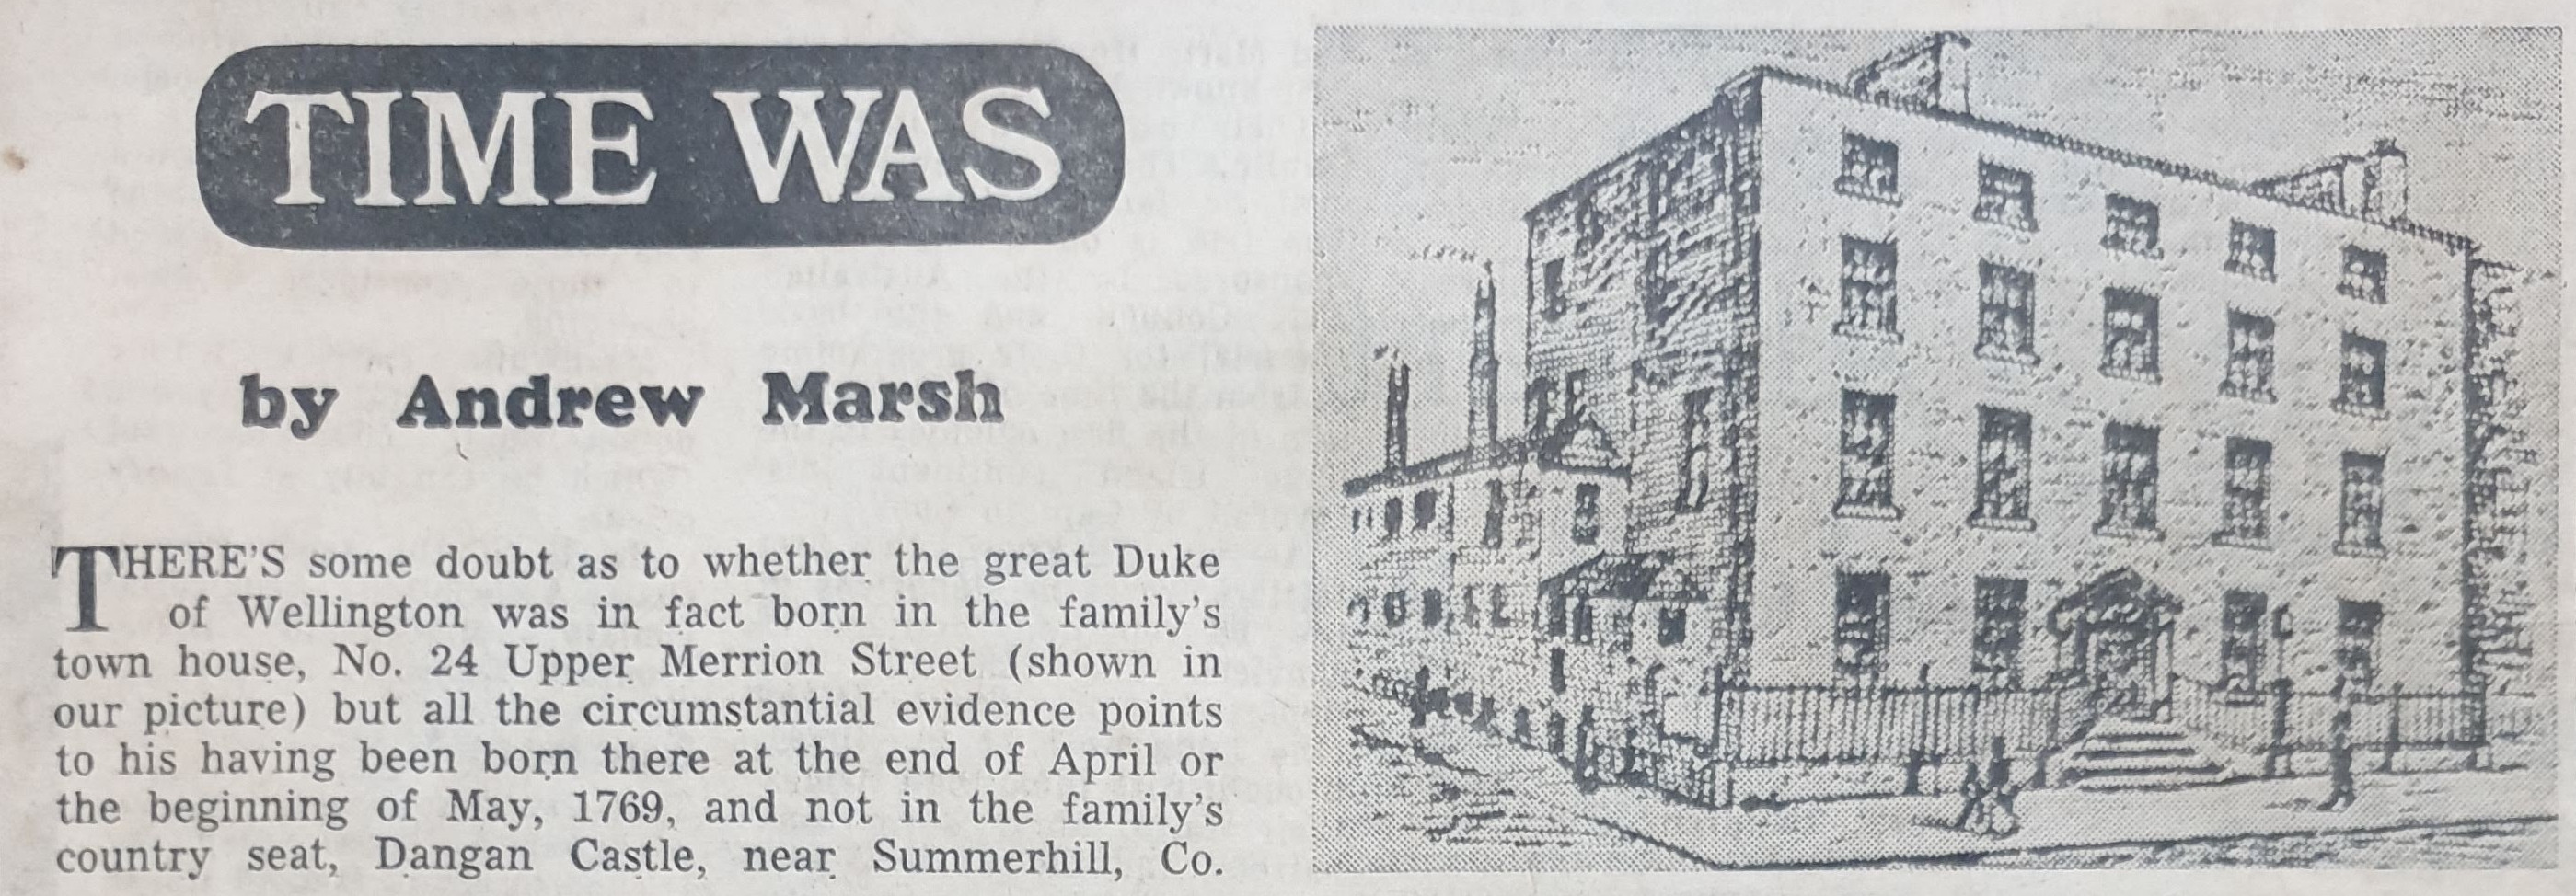 TIME WAS
by Andrew Marsh
THERE'S some doubt as to whether the great Duke
of Wellington was in fact born in the family's
town house, No. 24 Upper Merrion Street (shown in
our picture) but all the circumstantial evidence points
to his having been born there at the end of April or
the beginning of May, 1769, and not in the family's
country seat, Dangan Castle, near Summerhill, Co.